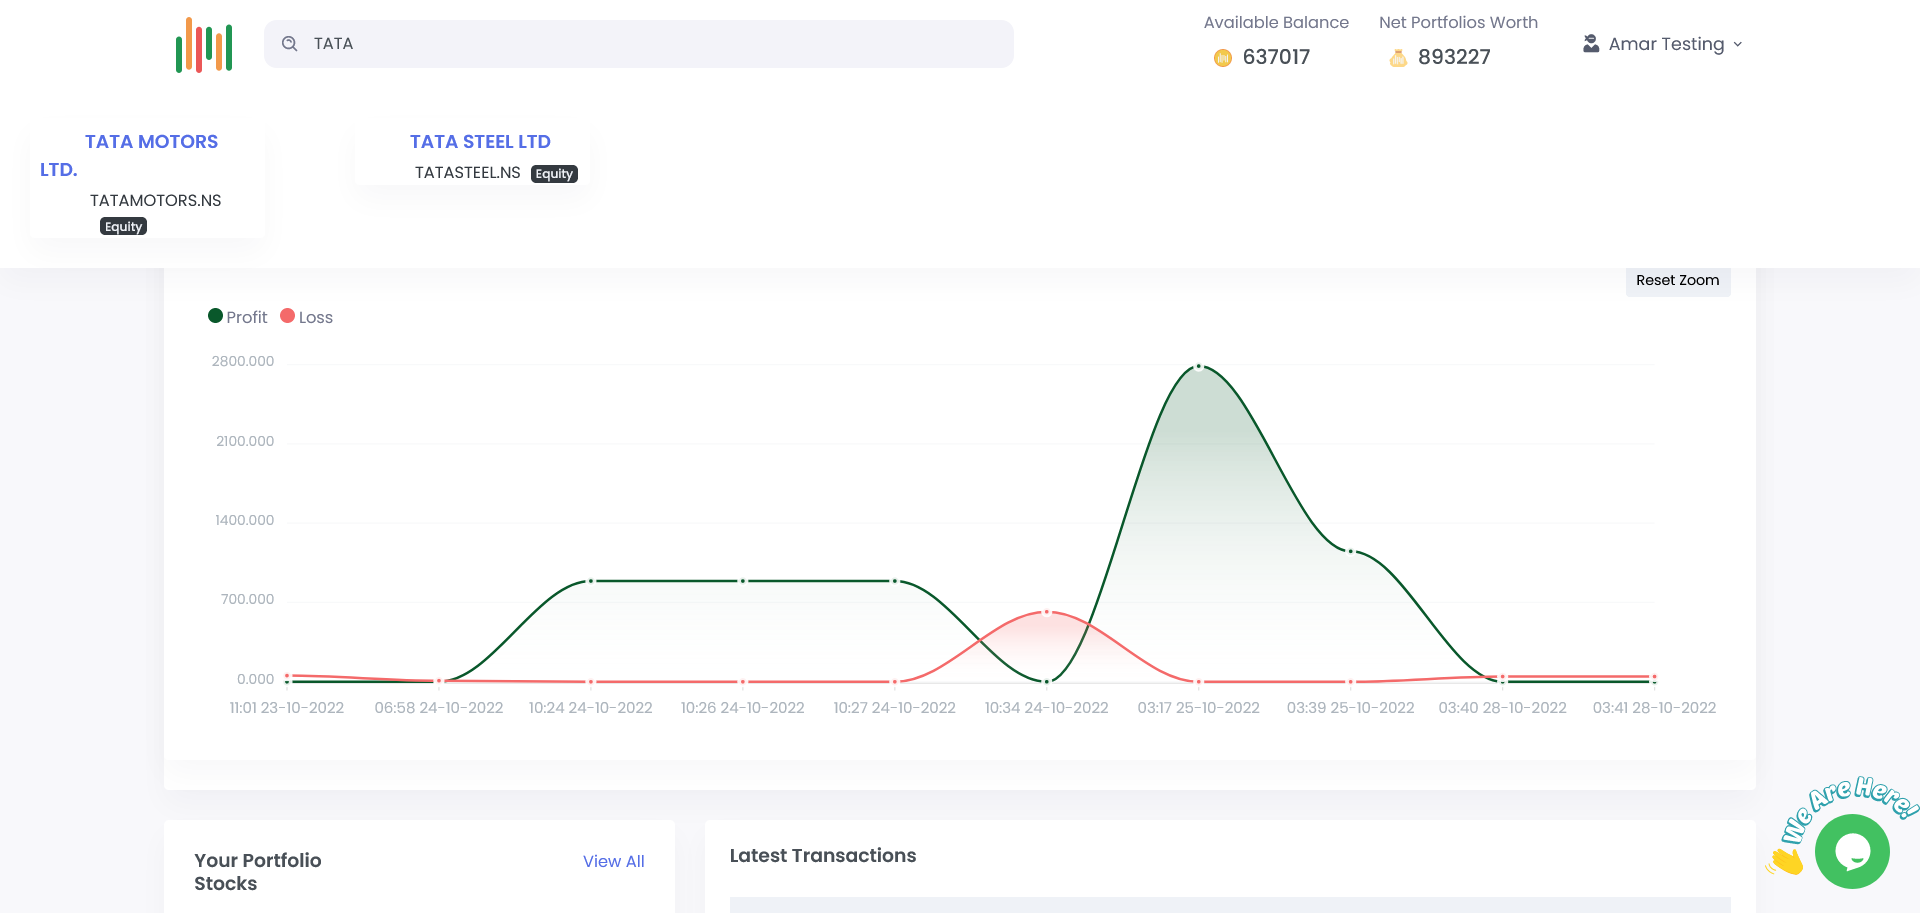 TATA
Available Balance
637017
Net Portfolios Worth
893227
Amar Testing
TATA MOTORS
LTD.
TATAMOTORS.NS
Equity
TATA STEEL LTD
TATASTEEL.NS Equity
Reset Zoom
Profit Loss
2800.000
2100.000
1400.000
700.000
0.000
11:01 23-10-2022 06:58 24-10-2022 10:24 24-10-2022 10:26 24-10-2022 10:27 24-10-2022 10:34 24-10-2022 03:17 25-10-2022 03:39 25-10-2022 03:40 28-10-2022 03:41 28-10-2022
We Are Here!
Your Portfolio
Stocks
View All
Latest Transactions